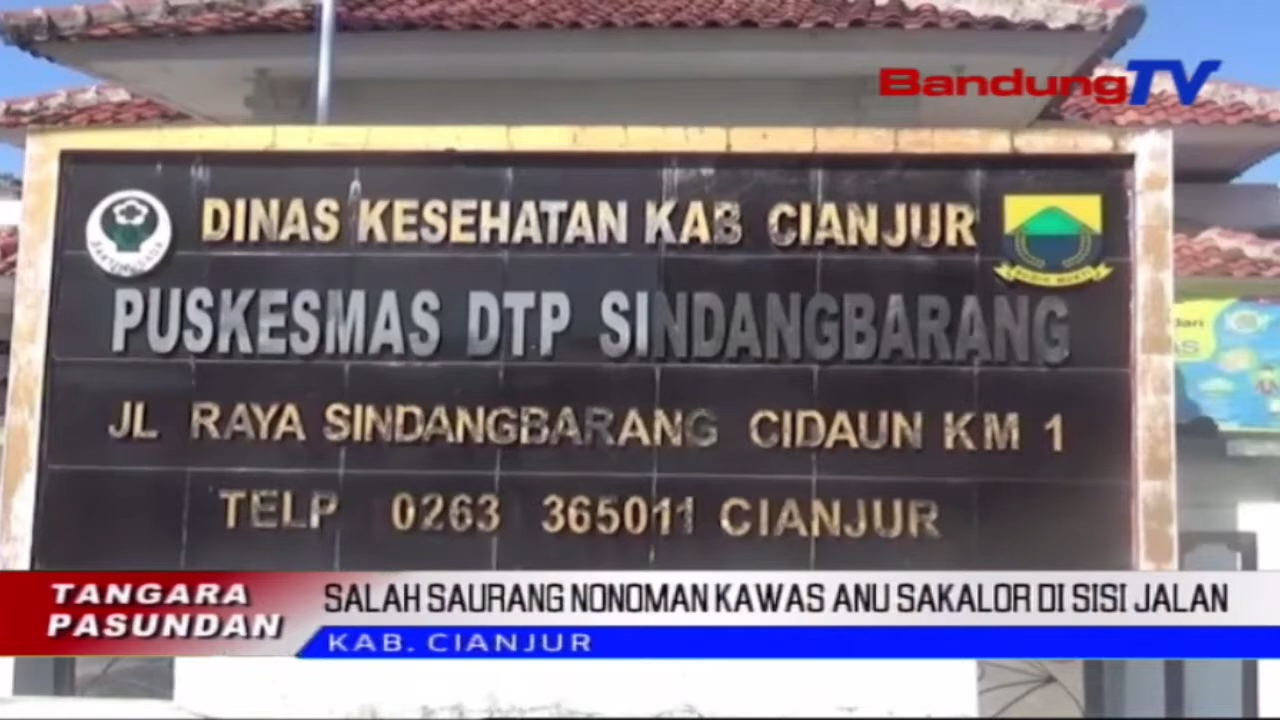 BandungTV
DINAS KESEHATAN KAB CIANJUR
PUSKESMAS DTP SINDANGBARANG
JL RAYA SINDANGBARANG CIDAUN KM 1
TELP 0263 365011 CIANJUR
TANGARA PASUNDAN
SALAH SAURANG NONOMAN KAWAS ANU SAKALOR DI SISI JALAN
KAB. CIANJUR